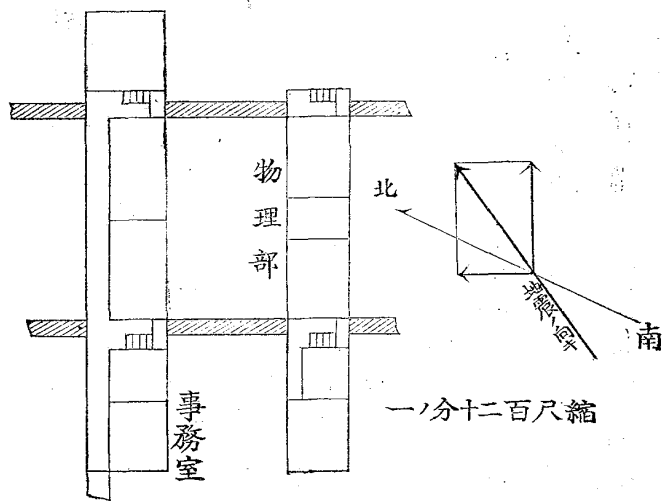 物理部
事務室
北
南
地震ノ向キ
一ノ分十二百尺縮